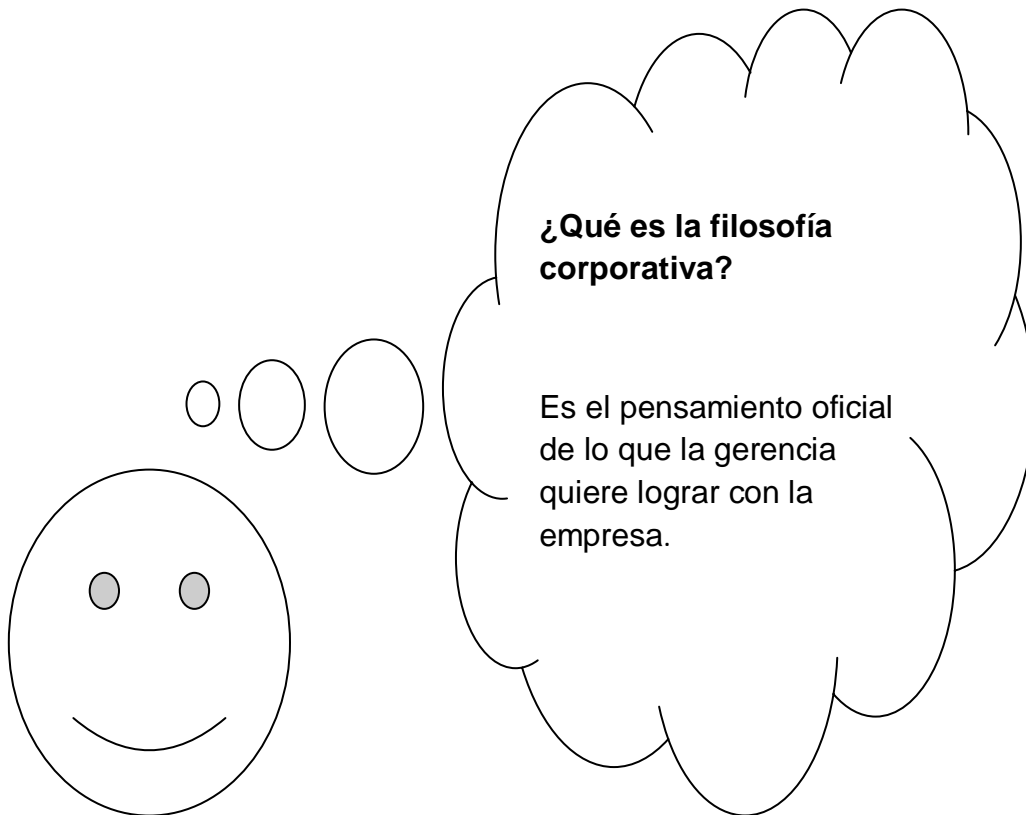 ¿Qué es la filosofía
corporativa?
Es el pensamiento oficial
de lo que la gerencia
quiere lograr con la
empresa.